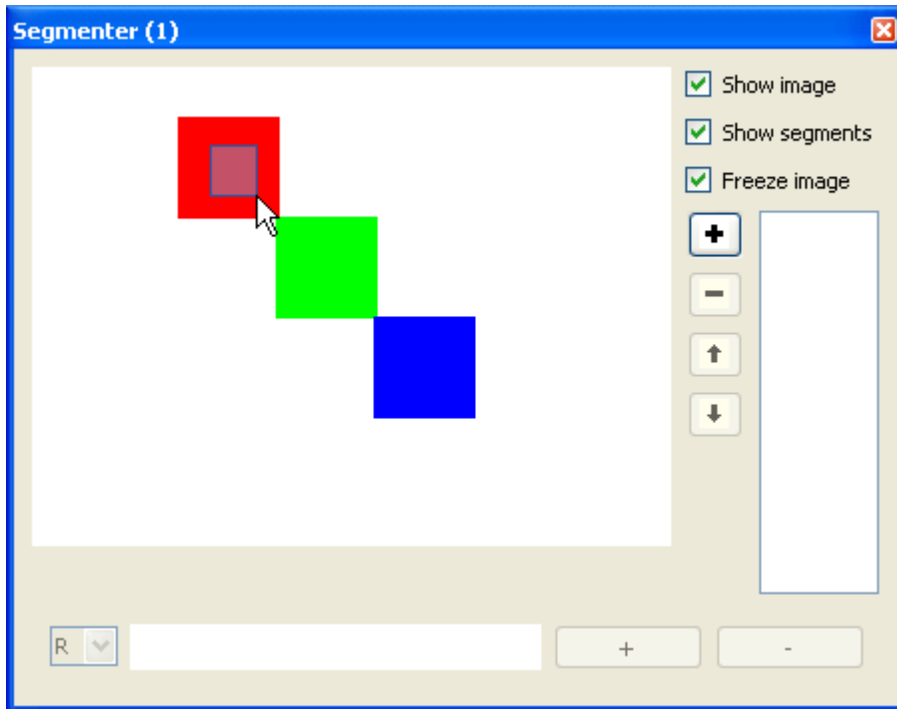 Segmenter (1)
Show image
Show segments
Freeze image
R
+
-